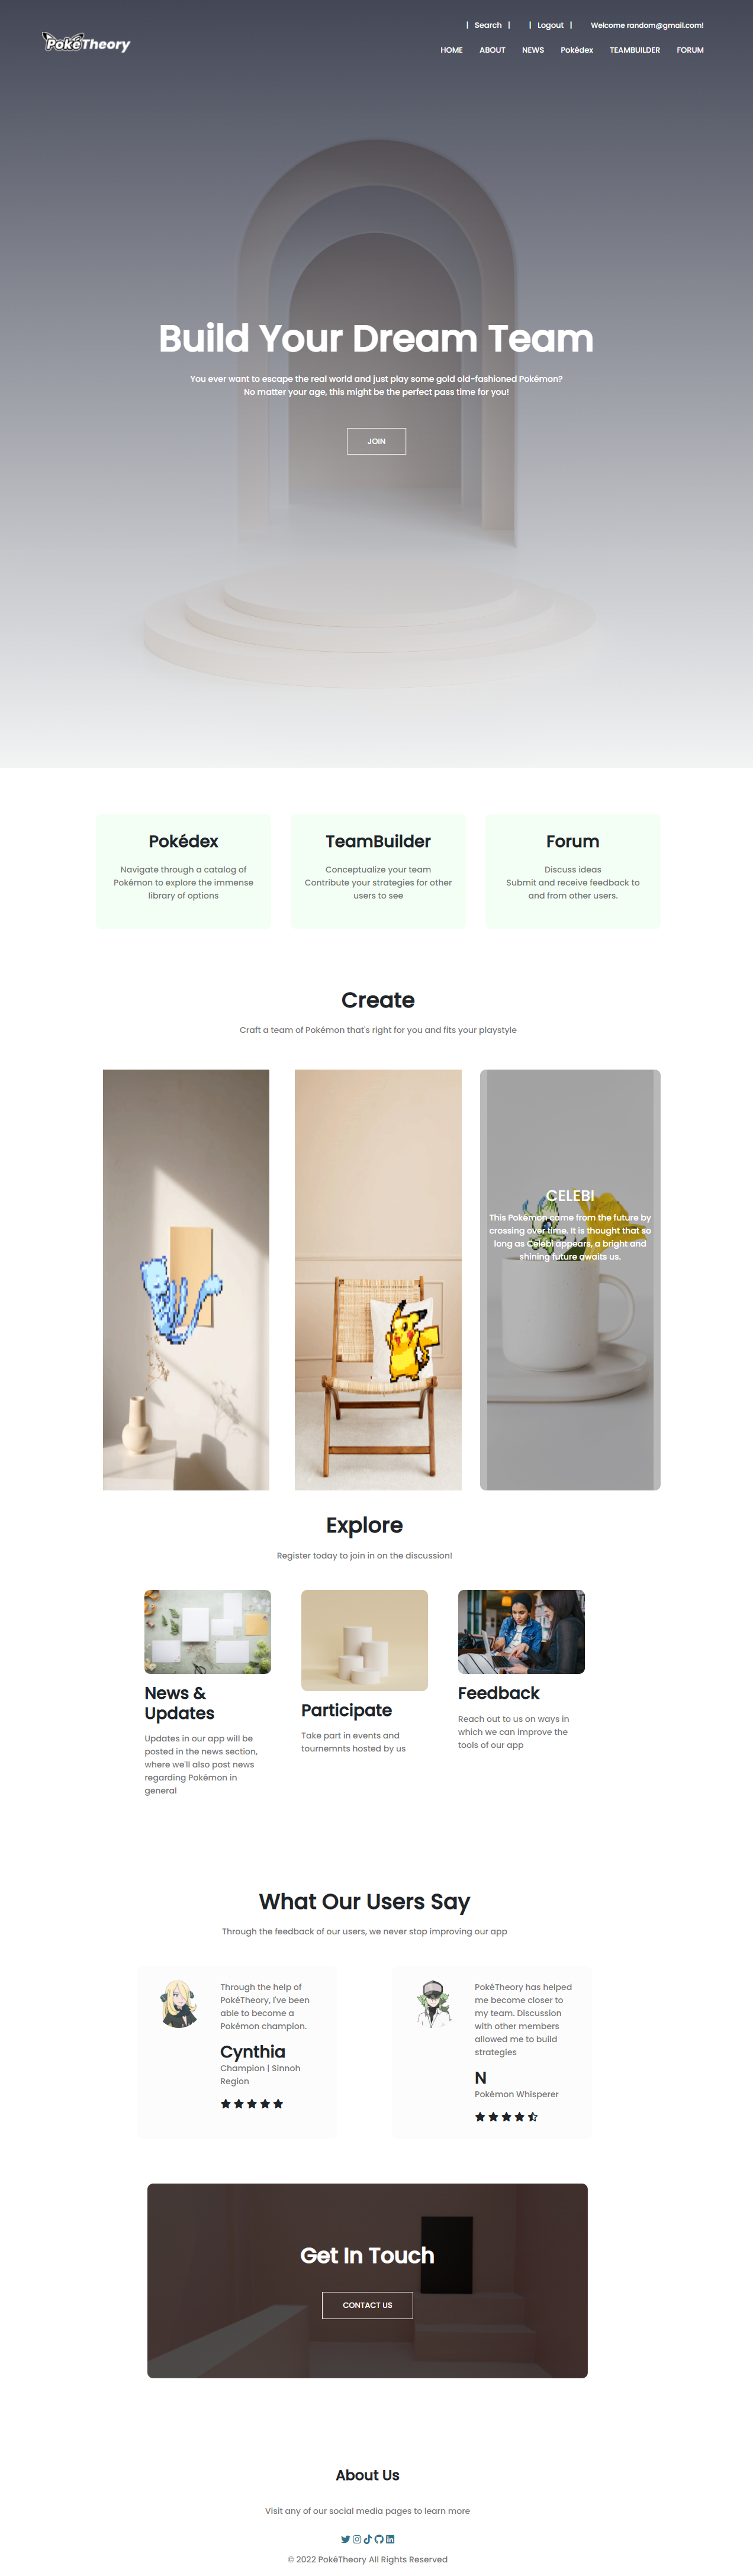 | Search | | Logout | Welcome random@gmail.com!
PokéTheory
HOME ABOUT NEWS Pokédex TEAMBUILDER FORUM
Build Your Dream Team
You ever want to escape the real world and just play some gold old-fashioned Pokémon?
No matter your age, this might be the perfect pass time for you!
JOIN
Pokédex
Navigate through a catalog of
Pokémon to explore the immense
library of options
TeamBuilder
Conceptualize your team
Contribute your strategies for other
users to see
Forum
Discuss ideas
Submit and receive feedback to
and from other users.
Create
Craft a team of Pokémon that's right for you and fits your playstyle
CELEBI
This Pokémon came from the future by
crossing over time. It is thought that so
long as Celebi appears, a bright and
shining future awaits us.
Explore
Register today to join in on the discussion!
News &
Updates
Updates in our app will be
posted in the news section,
where we'll also post news
regarding Pokémon in
general
Participate
Take part in events and
tournemnts hosted by us
Feedback
Reach out to us on ways in
which we can improve the
tools of our app
What Our Users Say
Through the feedback of our users, we never stop improving our app
Through the help of
PokéTheory, I've been
able to become a
Pokémon champion.
Cynthia
Champion | Sinnoh
Region
PokéTheory has helped
me become closer to
my team. Discussion
with other members
allowed me to build
strategies
N
Pokémon Whisperer
Get In Touch
CONTACT US
About Us
Visit any of our social media pages to learn more
© 2022 PokéTheory All Rights Reserved